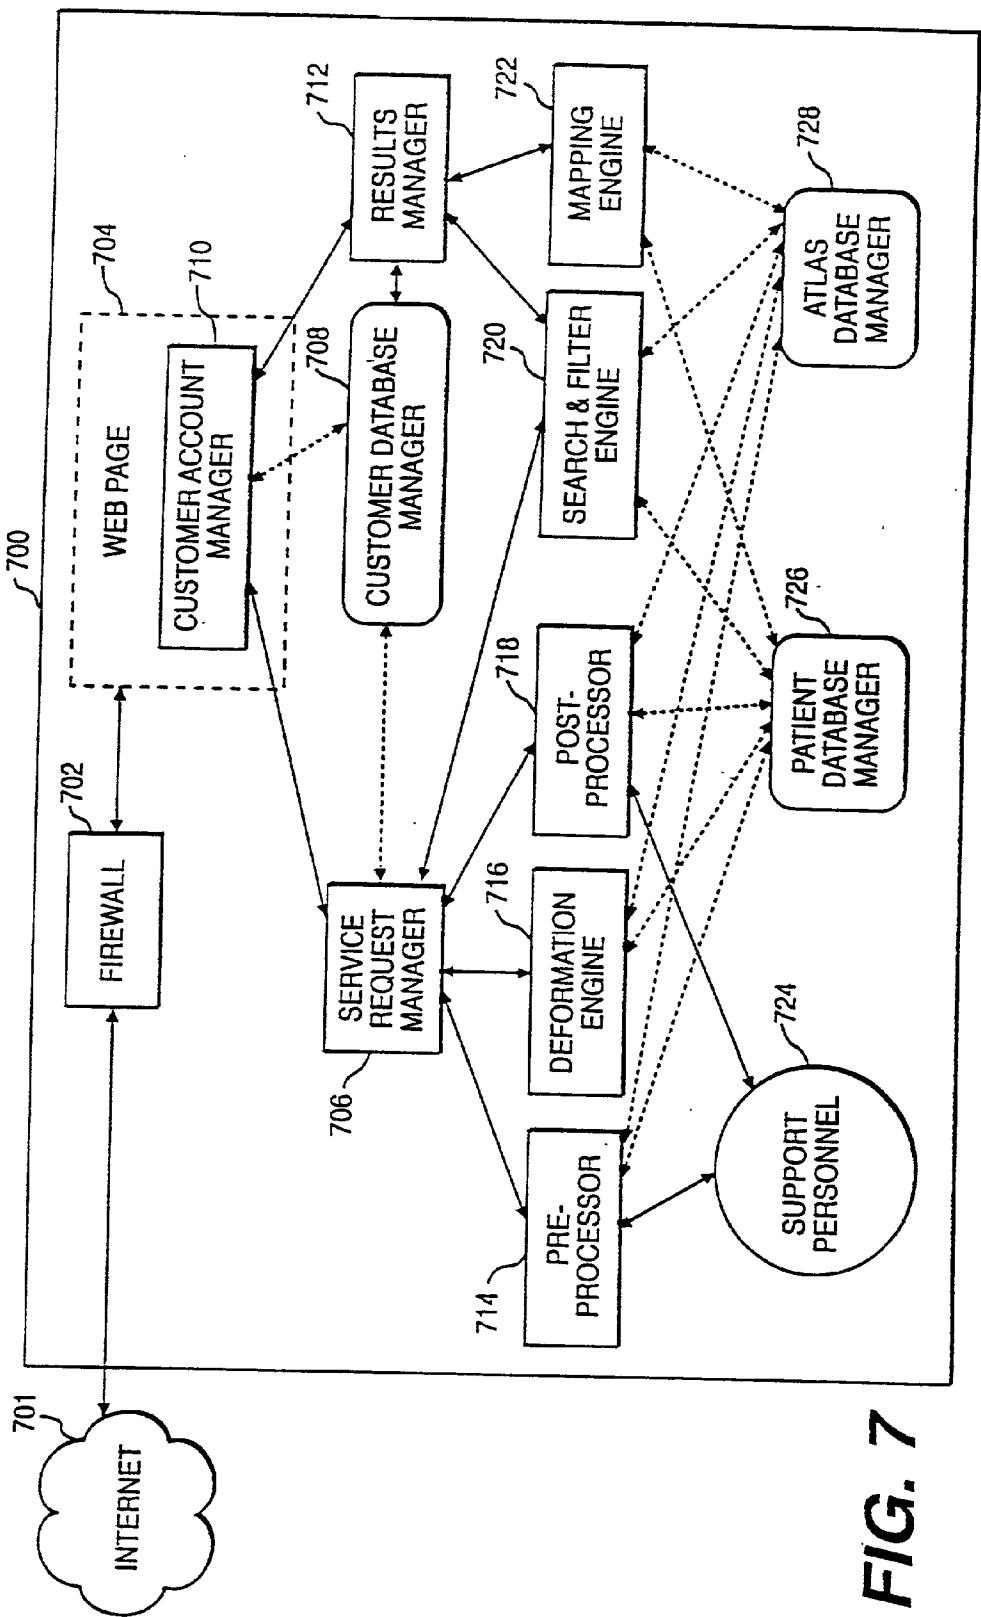 700
701
INTERNET
702
FIREWALL
704
WEB PAGE
710
CUSTOMER ACCOUNT
MANAGER
706
SERVICE
REQUEST
MANAGER
708
CUSTOMER DATABASE
MANAGER
712
RESULTS
MANAGER
714
PRE-
PROCESSOR
716
DEFORMATION
ENGINE
718
POST-
PROCESSOR
720
SEARCH & FILTER
ENGINE
722
MAPPING
ENGINE
724
SUPPORT
PERSONNEL
726
PATIENT
DATABASE
MANAGER
728
ATLAS
DATABASE
MANAGER
FIG. 7